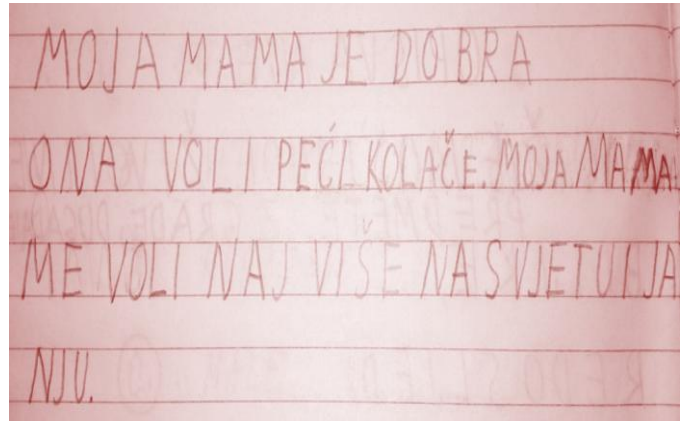 MOJA MAMA JE DOBRA
ONA VOLI PEĆI KOLAČE. MOJA MAMA
ME VOLI NAJ VIŠE NA SVJETU I JA
NJU.